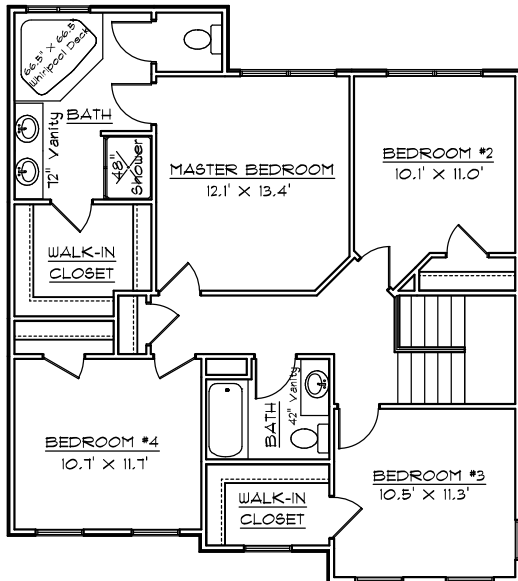 66.5" X 66.5"
Whirlpool Deck
BATH
72" Vanity
48"
Shower
MASTER BEDROOM
12.1' X 13.4'
BEDROOM #2
10.1' X 11.0'
WALK-IN
CLOSET
BEDROOM #4
10.7' X 11.7'
BATH
42" Vanity
BEDROOM #3
10.5' X 11.3'
WALK-IN
CLOSET